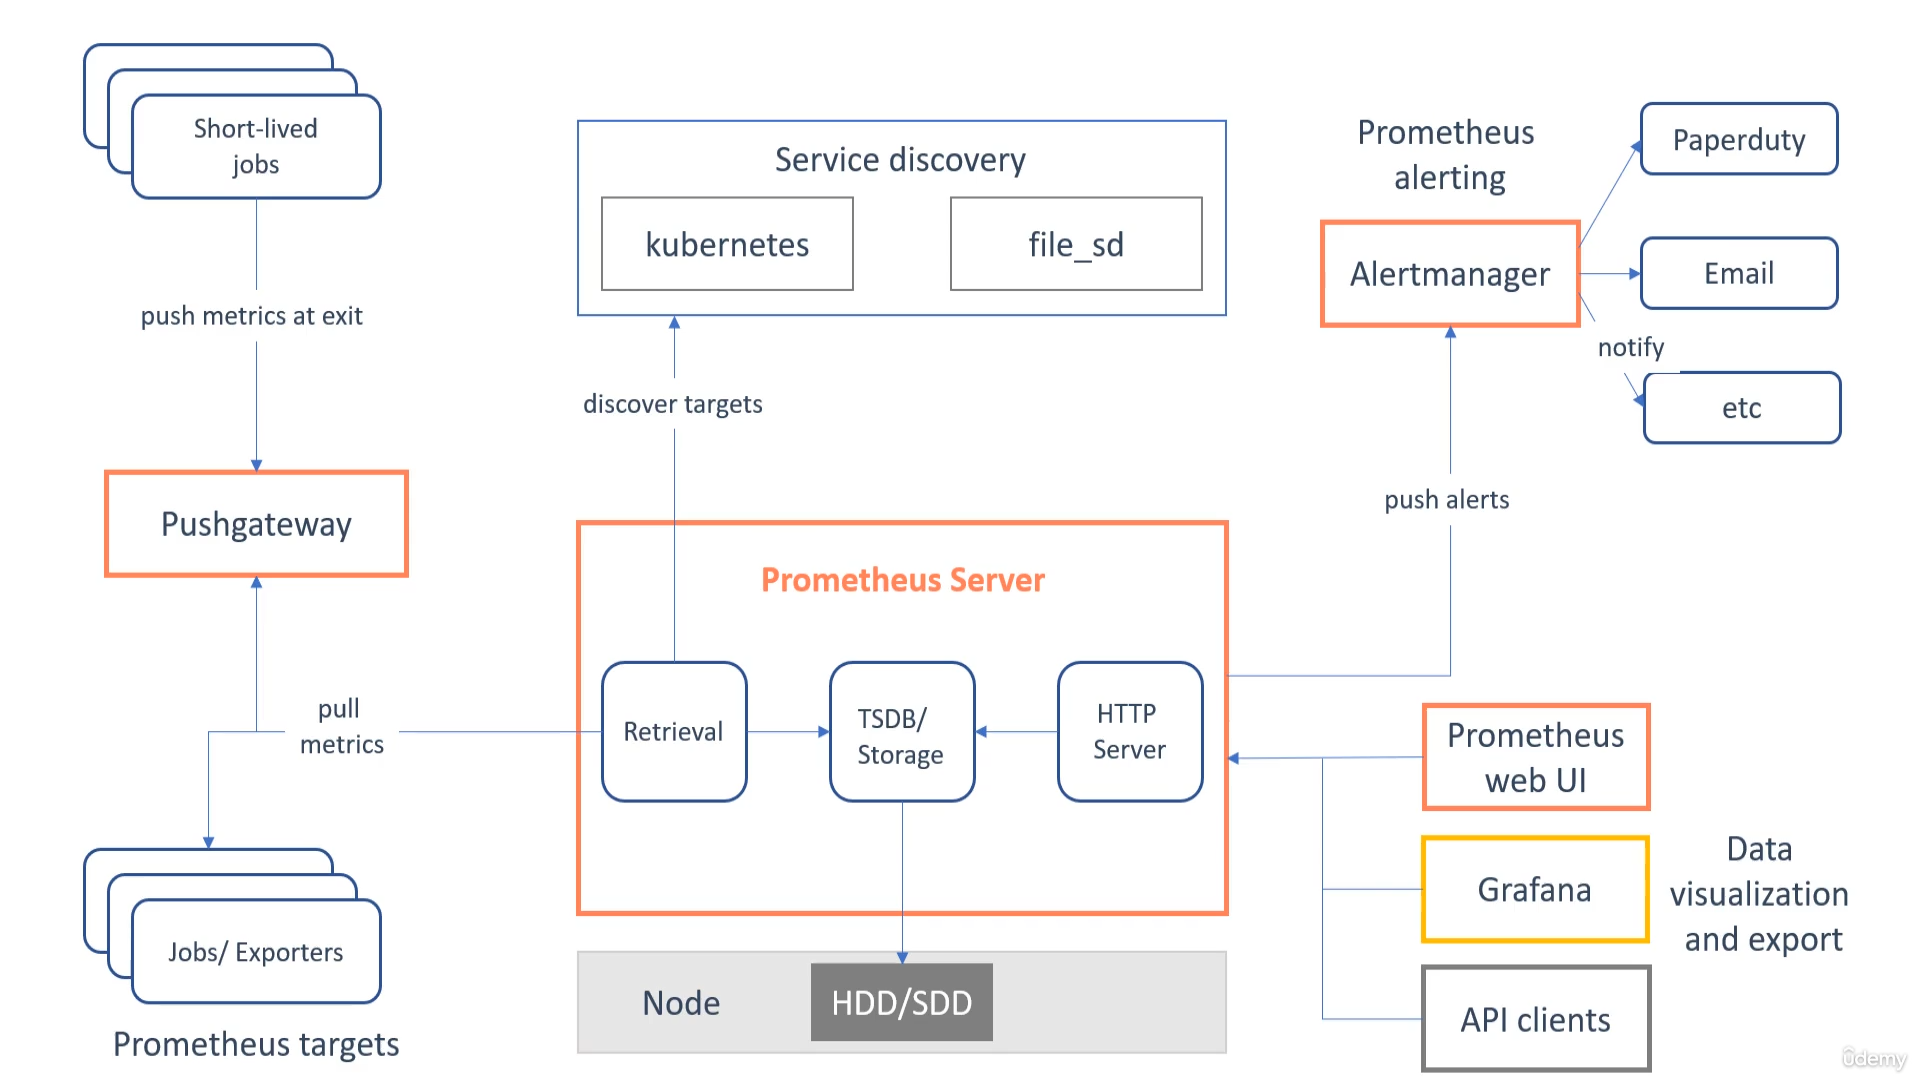 Short-lived
jobs
push metrics at exit
Pushgateway
pull
metrics
Jobs/ Exporters
Prometheus targets
Service discovery
kubernetes
file_sd
discover targets
Prometheus Server
Retrieval
TSDB/
Storage
HTTP
Server
Node
HDD/SDD
Prometheus
alerting
Alertmanager
Paperduty
Email
notify
etc
push alerts
Prometheus
web UI
Grafana
API clients
Data
visualization
and export
ûdemy